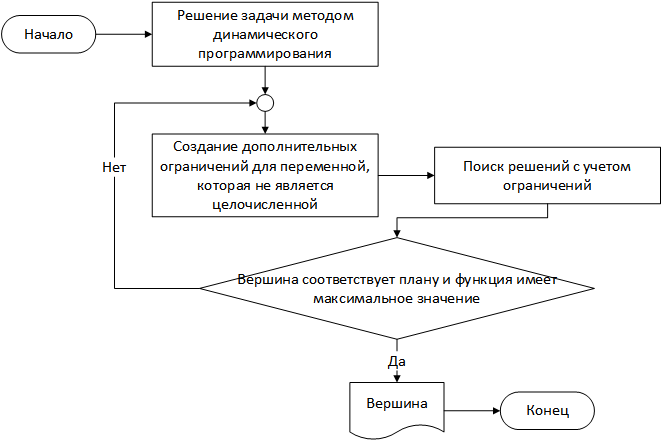 Начало
Решение задачи методом
динамического
программирования
Создание дополнительных
ограничений для переменной,
которая не является
целочисленной
Поиск решений с учетом
ограничений
Нет
Вершина соответствует плану и функция имеет
максимальное значение
Да
Вершина
Конец